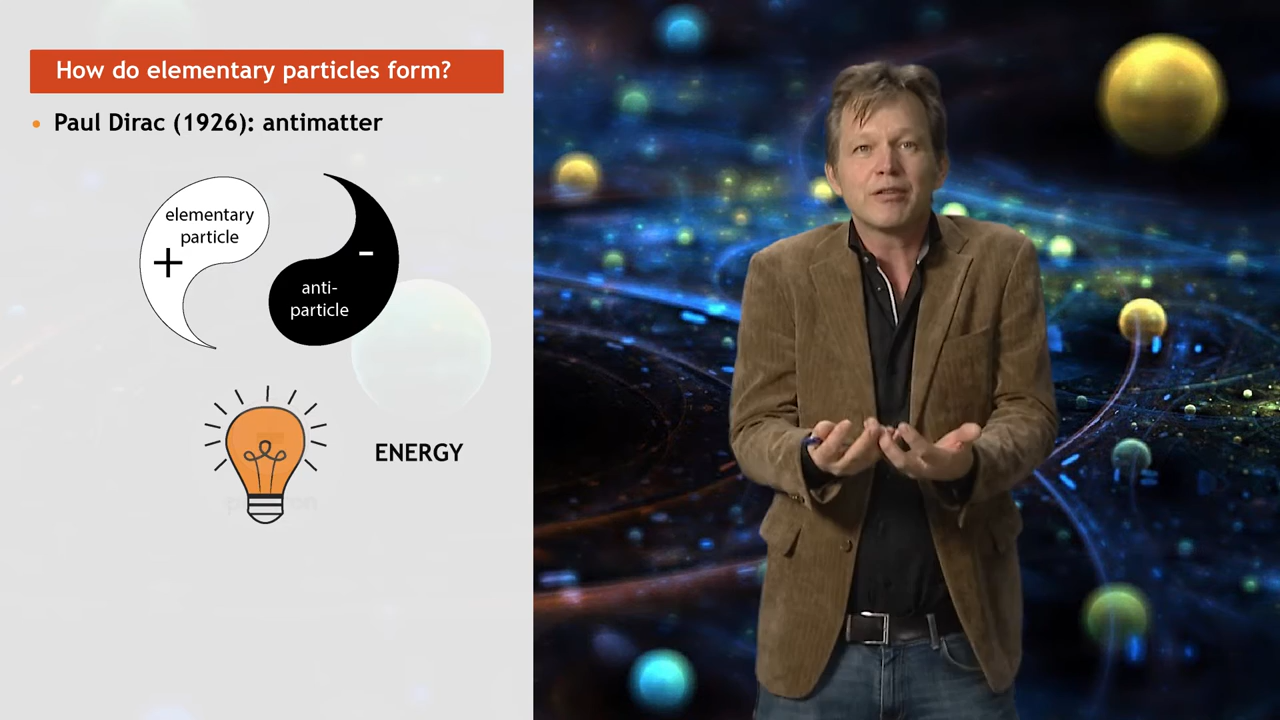 How do elementary particles form?
• Paul Dirac (1926): antimatter
elementary
particle
+
-
anti-
particle
ENERGY